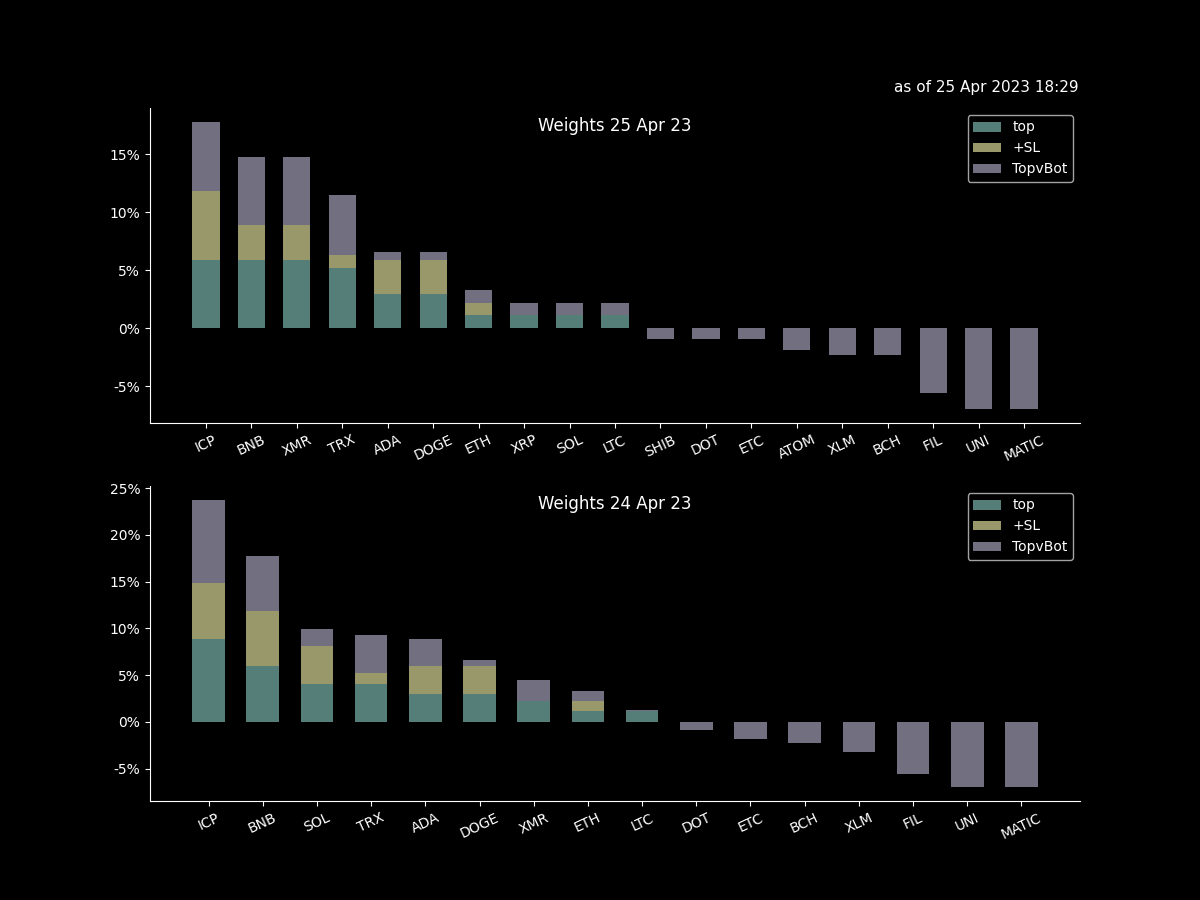 as of 25 Apr 2023 18:29
Weights 25 Apr 23
top
+SL
TopvBot
15%
10%
5%
0%
-5%
ICP BNB XMR TRX ADA DOGE ETH XRP SOL LTC SHIB DOT ETC ATOM XLM BCH FIL UNI MATIC
Weights 24 Apr 23
top
+SL
TopvBot
25%
20%
15%
10%
5%
0%
-5%
ICP BNB SOL TRX ADA DOGE XMR ETH LTC DOT ETC BCH XLM FIL UNI MATIC